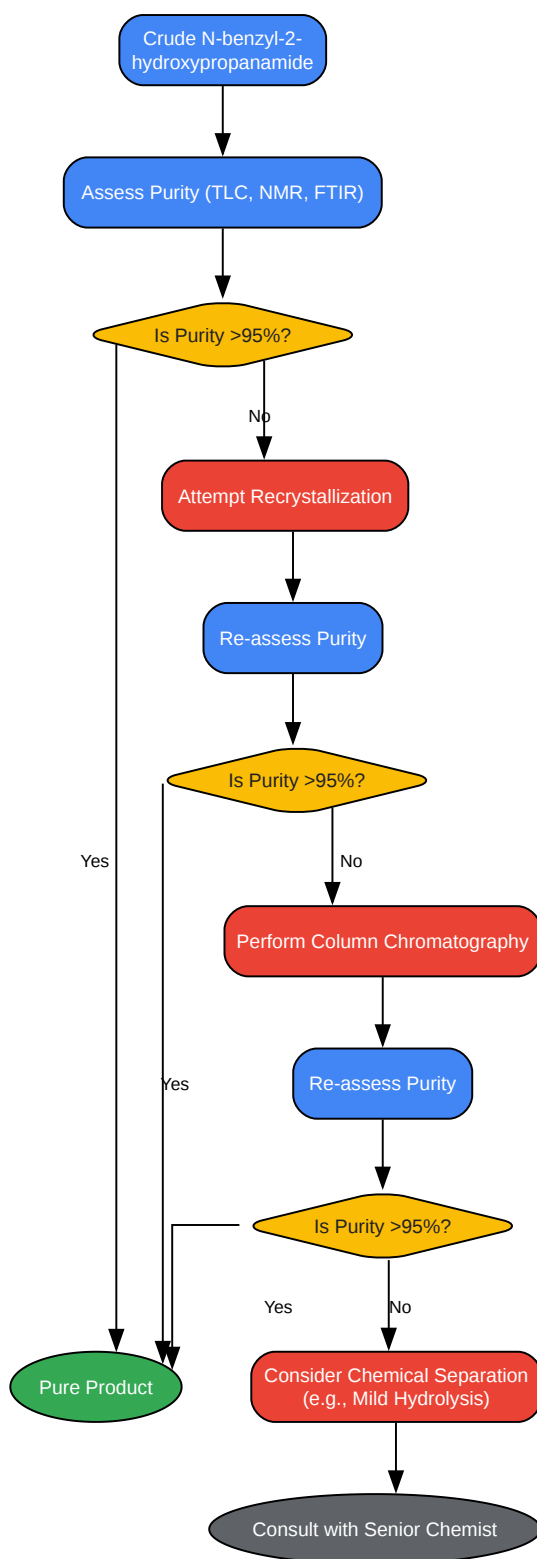 Crude N-benzyl-2-
hydroxypropanamide
Assess Purity (TLC, NMR, FTIR)
Is Purity >95%?
No
Attempt Recrystallization
Re-assess Purity
Is Purity >95%?
Yes
No
Perform Column Chromatography
Yes
Re-assess Purity
Is Purity >95%?
Yes
No
Pure Product
Consider Chemical Separation
(e.g., Mild Hydrolysis)
Consult with Senior Chemist